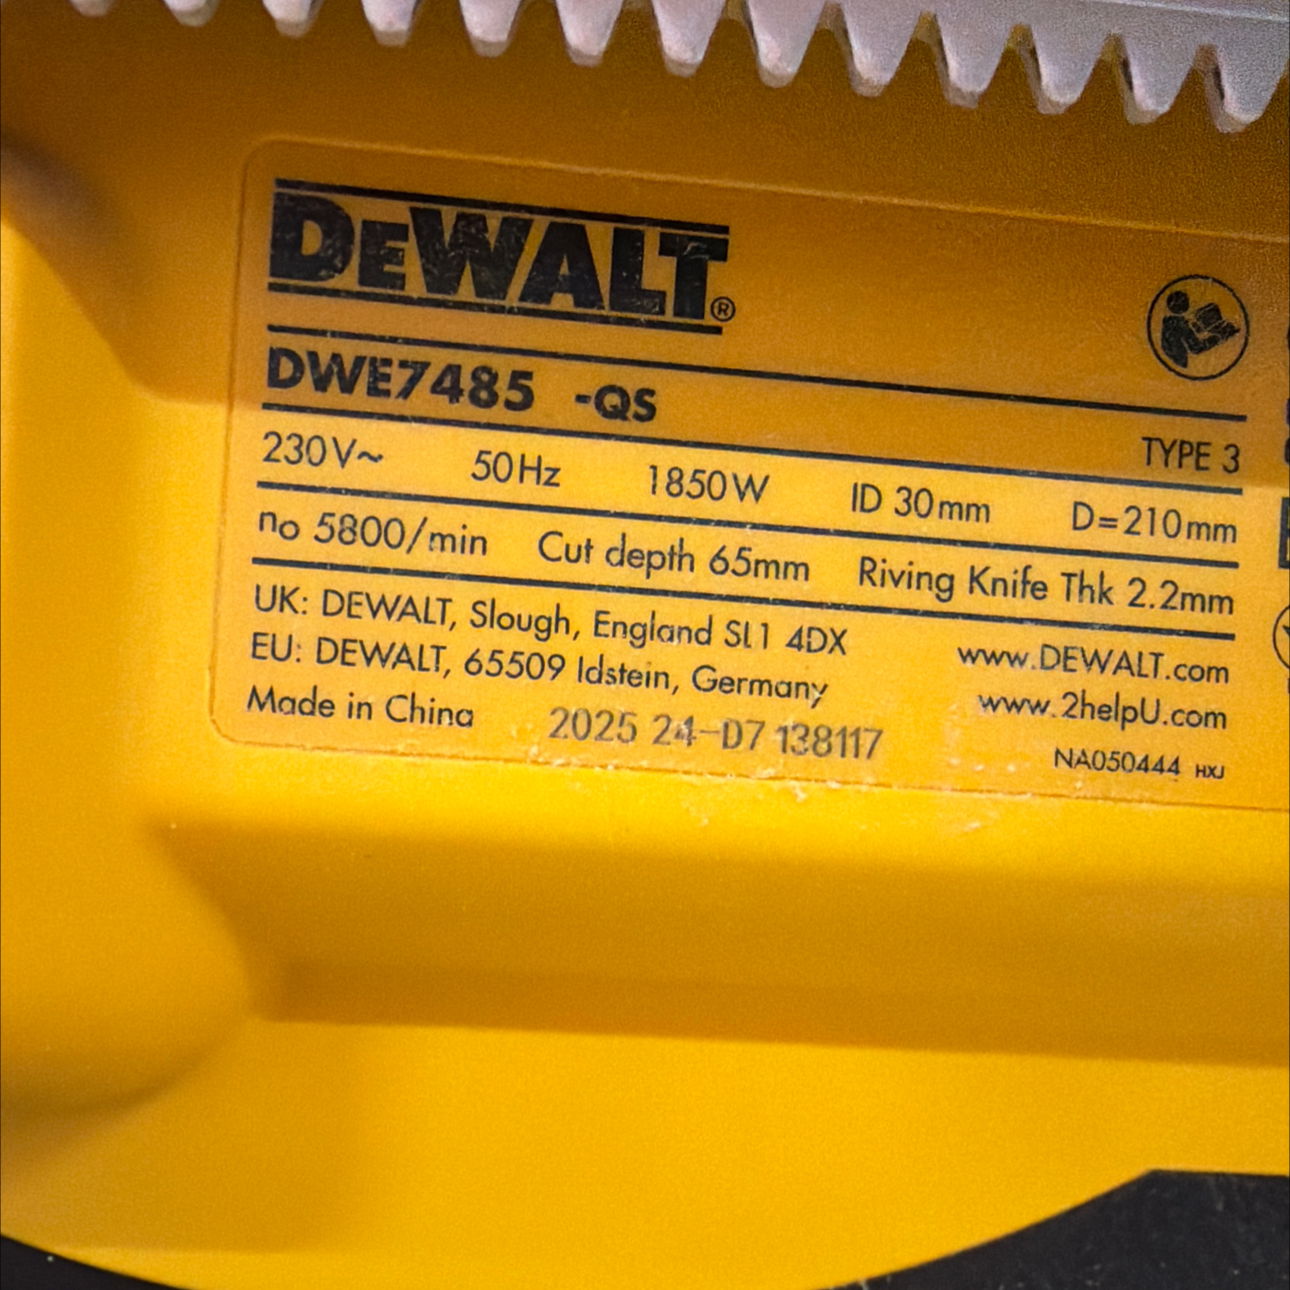 DEWALT®
DWE7485 -QS
TYPE 3
230V~ 50Hz 1850W ID 30mm D=210mm
no 5800/min Cut depth 65mm Riving Knife Thk 2.2mm
UK: DEWALT, Slough, England SL1 4DX
EU: DEWALT, 65509 Idstein, Germany
www.DEWALT.com
www.2helpU.com
Made in China 2025 24-D7 138117
NA050444 HXJ